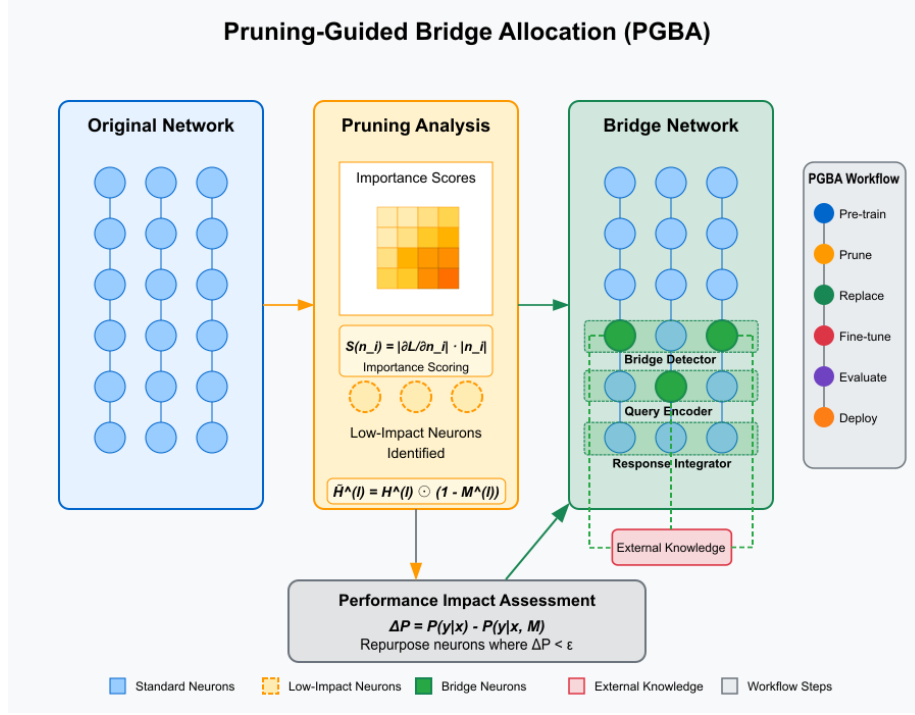 Pruning-Guided Bridge Allocation (PGBA)
Original Network
Pruning Analysis
Importance Scores
S(n_i) = |∂L/∂n_i| · |n_i|
Importance Scoring
Low-Impact Neurons
Identified
H̃^(l) = H^(l) ⊙ (1 - M^(l))
Bridge Network
Bridge Detector
Query Encoder
Response Integrator
External Knowledge
PGBA Workflow
Pre-train
Prune
Replace
Fine-tune
Evaluate
Deploy
Performance Impact Assessment
ΔP = P(y|x) - P(y|x, M)
Repurpose neurons where ΔP < ε
Standard Neurons
Low-Impact Neurons
Bridge Neurons
External Knowledge
Workflow Steps